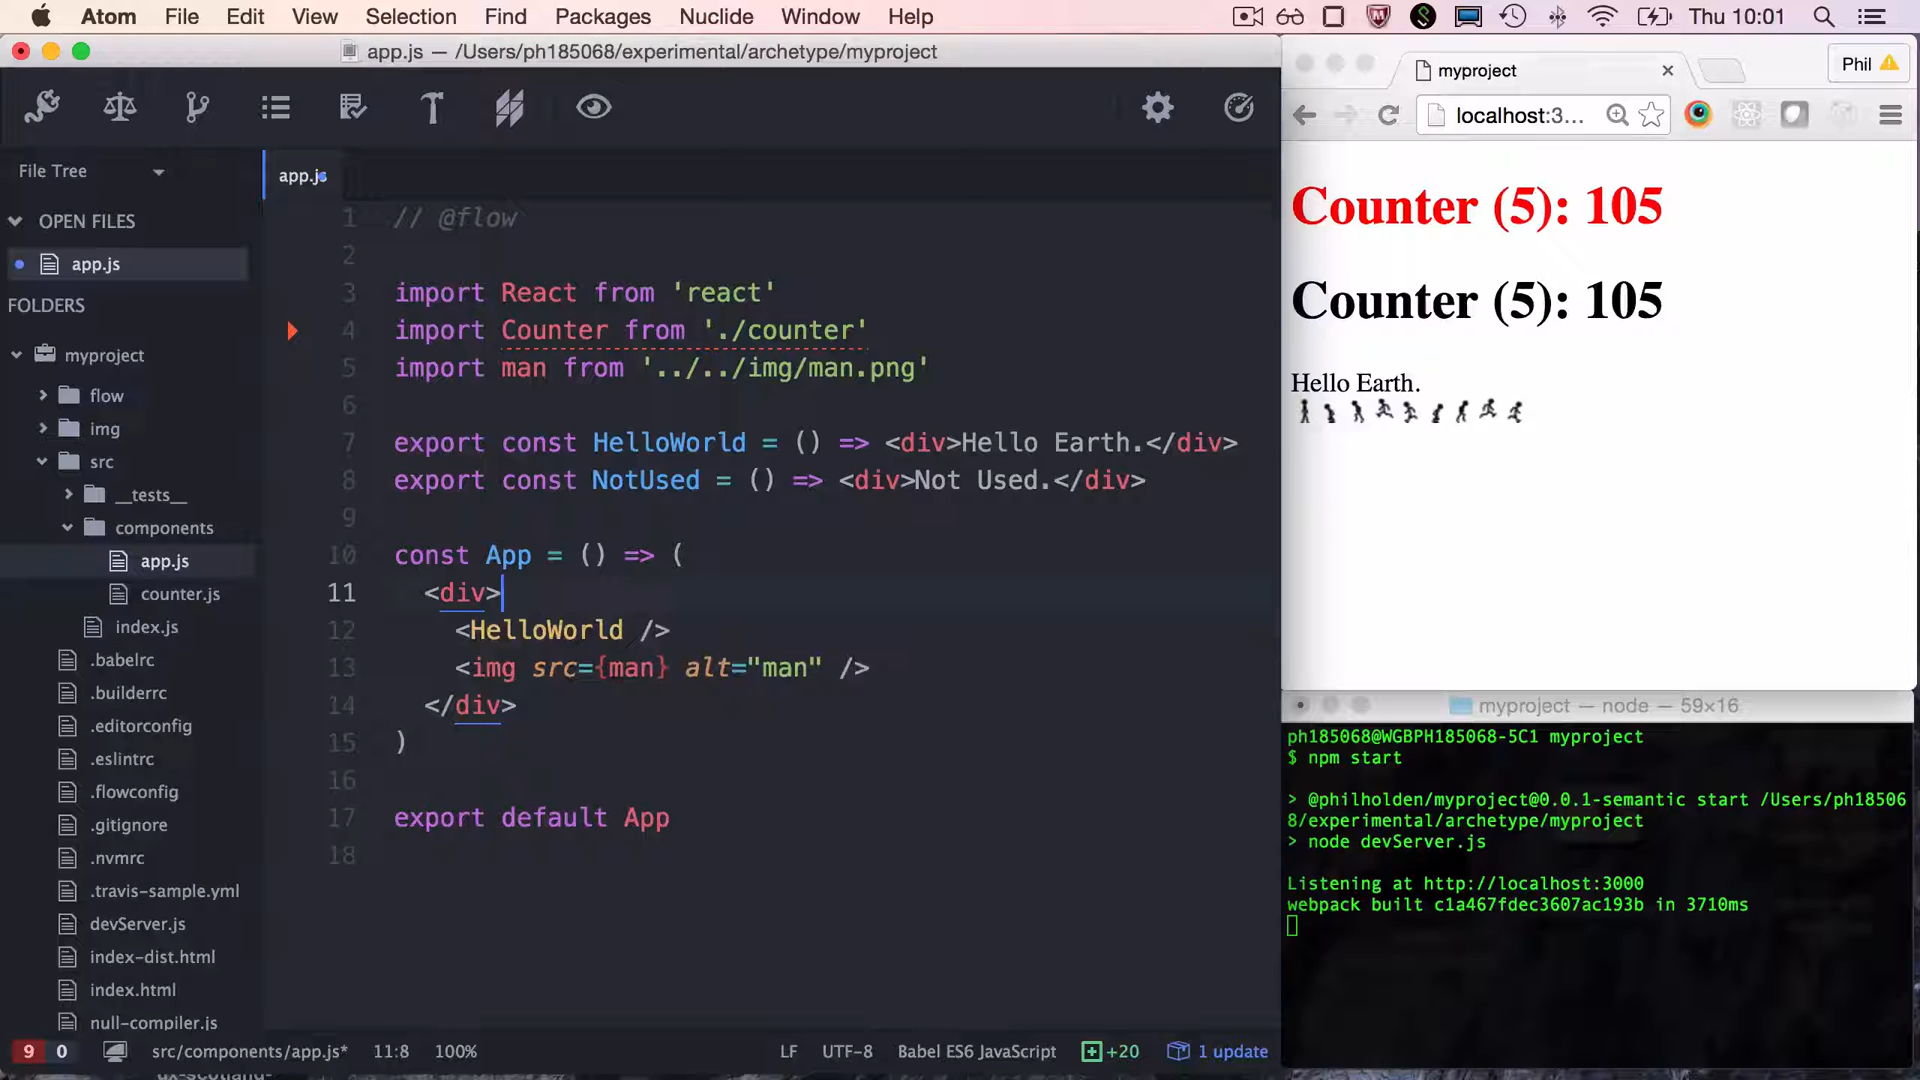 Atom File Edit View Selection Find Packages Nuclide Window Help Thu 10:01
app.js — /Users/ph185068/experimental/archetype/myproject
File Tree
OPEN FILES
app.js
FOLDERS
myproject
flow
img
src
__tests__
components
app.js
counter.js
index.js
.babelrc
.builderrc
.editorconfig
.eslintrc
.flowconfig
.gitignore
.nvmrc
.travis-sample.yml
devServer.js
index-dist.html
index.html
null-compiler.js
app.js
1 // @flow
2
3 import React from 'react'
4 import Counter from './counter'
5 import man from '../../img/man.png'
6
7 export const HelloWorld = () => <div>Hello Earth.</div>
8 export const NotUsed = () => <div>Not Used.</div>
9
10 const App = () => (
11 <div>
12 <HelloWorld />
13 <img src={man} alt="man" />
14 </div>
15 )
16
17 export default App
18
9 0 src/components/app.js* 11:8 100% LF UTF-8 Babel ES6 JavaScript +20 1 update
myproject Phil
localhost:3...
Counter (5): 105
Counter (5): 105
Hello Earth.
myproject — node — 59×16
ph185068@WGBPH185068-5C1 myproject
$ npm start
> @philholden/myproject@0.0.1-semantic start /Users/ph18506
8/experimental/archetype/myproject
> node devServer.js
Listening at http://localhost:3000
webpack built c1a467fdec3607ac193b in 3710ms